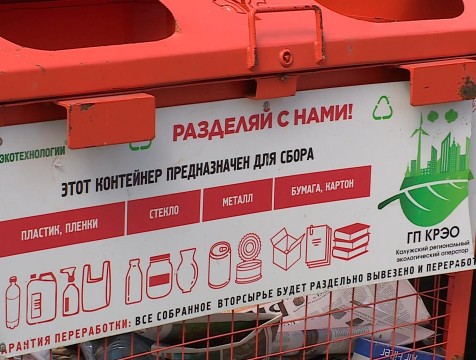 РАЗДЕЛЯЙ С НАМИ!
ЭКОТЕХНОЛОГИИ
ЭТОТ КОНТЕЙНЕР ПРЕДНАЗНАЧЕН ДЛЯ СБОРА
ПЛАСТИК, ПЛЕНКИ
СТЕКЛО
МЕТАЛЛ
БУМАГА, КАРТОН
ГП КРЭО
Калужский региональный
экологический оператор
АРАНТИЯ ПЕРЕРАБОТКИ: ВСЕ СОБРАННОЕ ВТОРСЫРЬЕ БУДЕТ РАЗДЕЛЬНО ВЫВЕЗЕНО И ПЕРЕРАБОТ